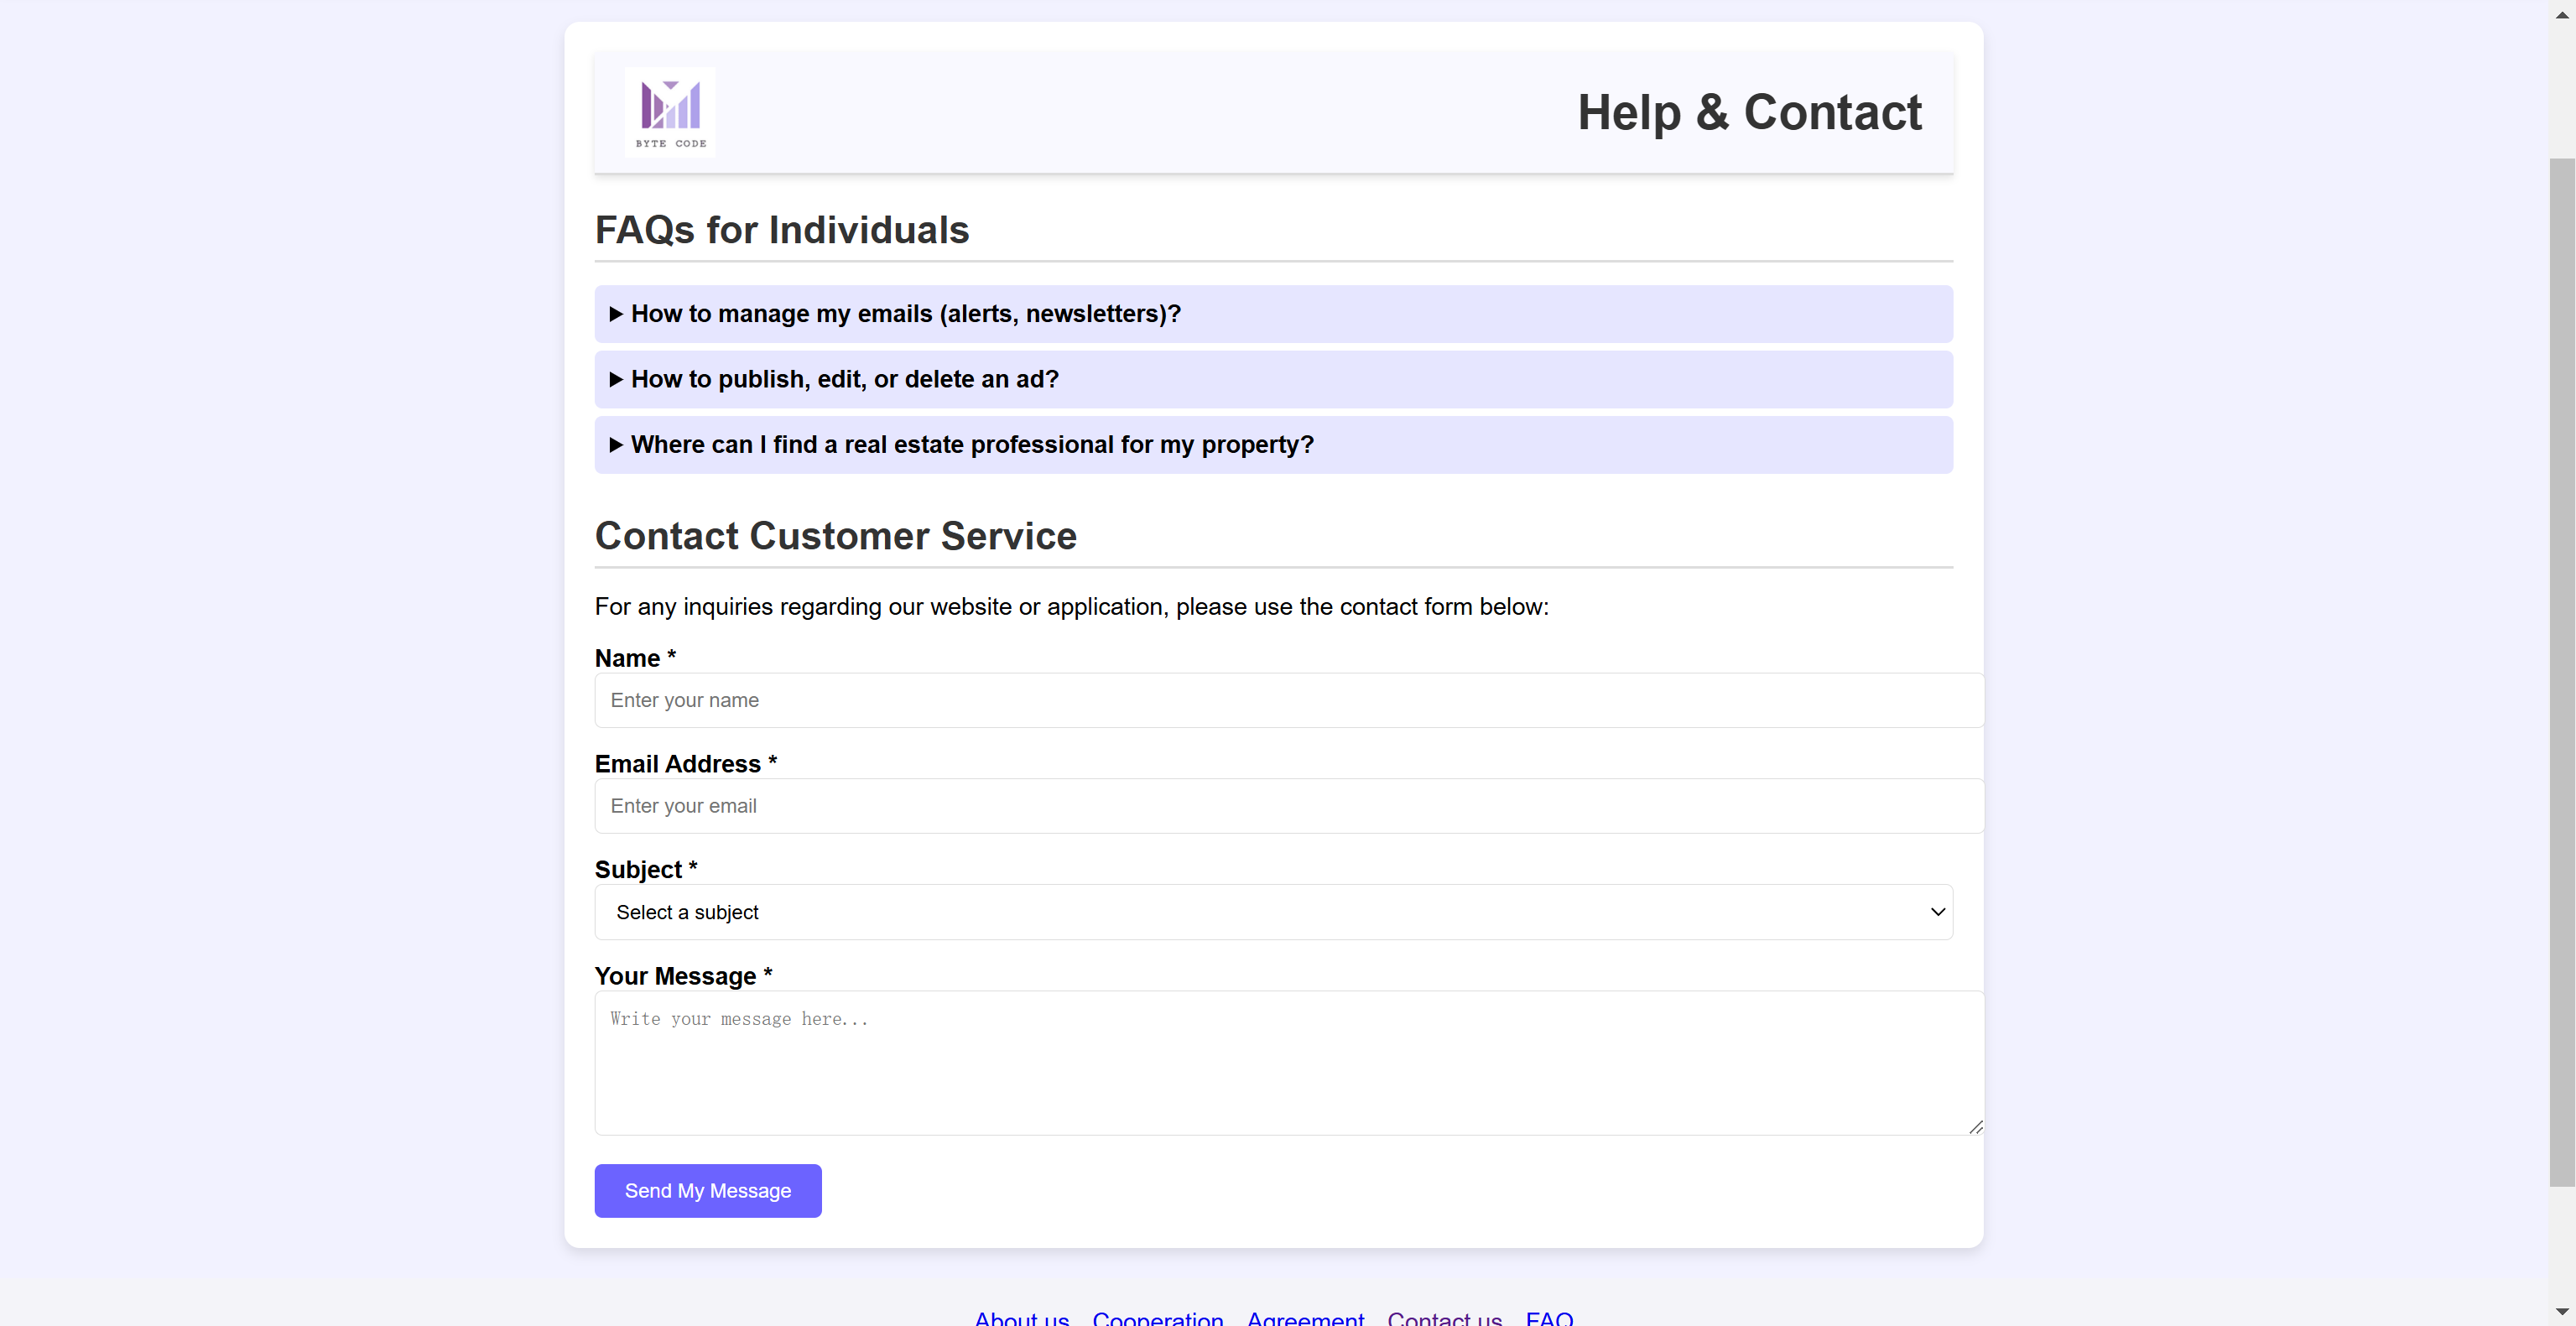 BYTE CODE
Help & Contact
FAQs for Individuals
How to manage my emails (alerts, newsletters)?
How to publish, edit, or delete an ad?
Where can I find a real estate professional for my property?
Contact Customer Service
For any inquiries regarding our website or application, please use the contact form below:
Name *
Enter your name
Email Address *
Enter your email
Subject *
Select a subject
Your Message *
Write your message here...
Send My Message
About us Cooperation Agreement Contact us FAQ